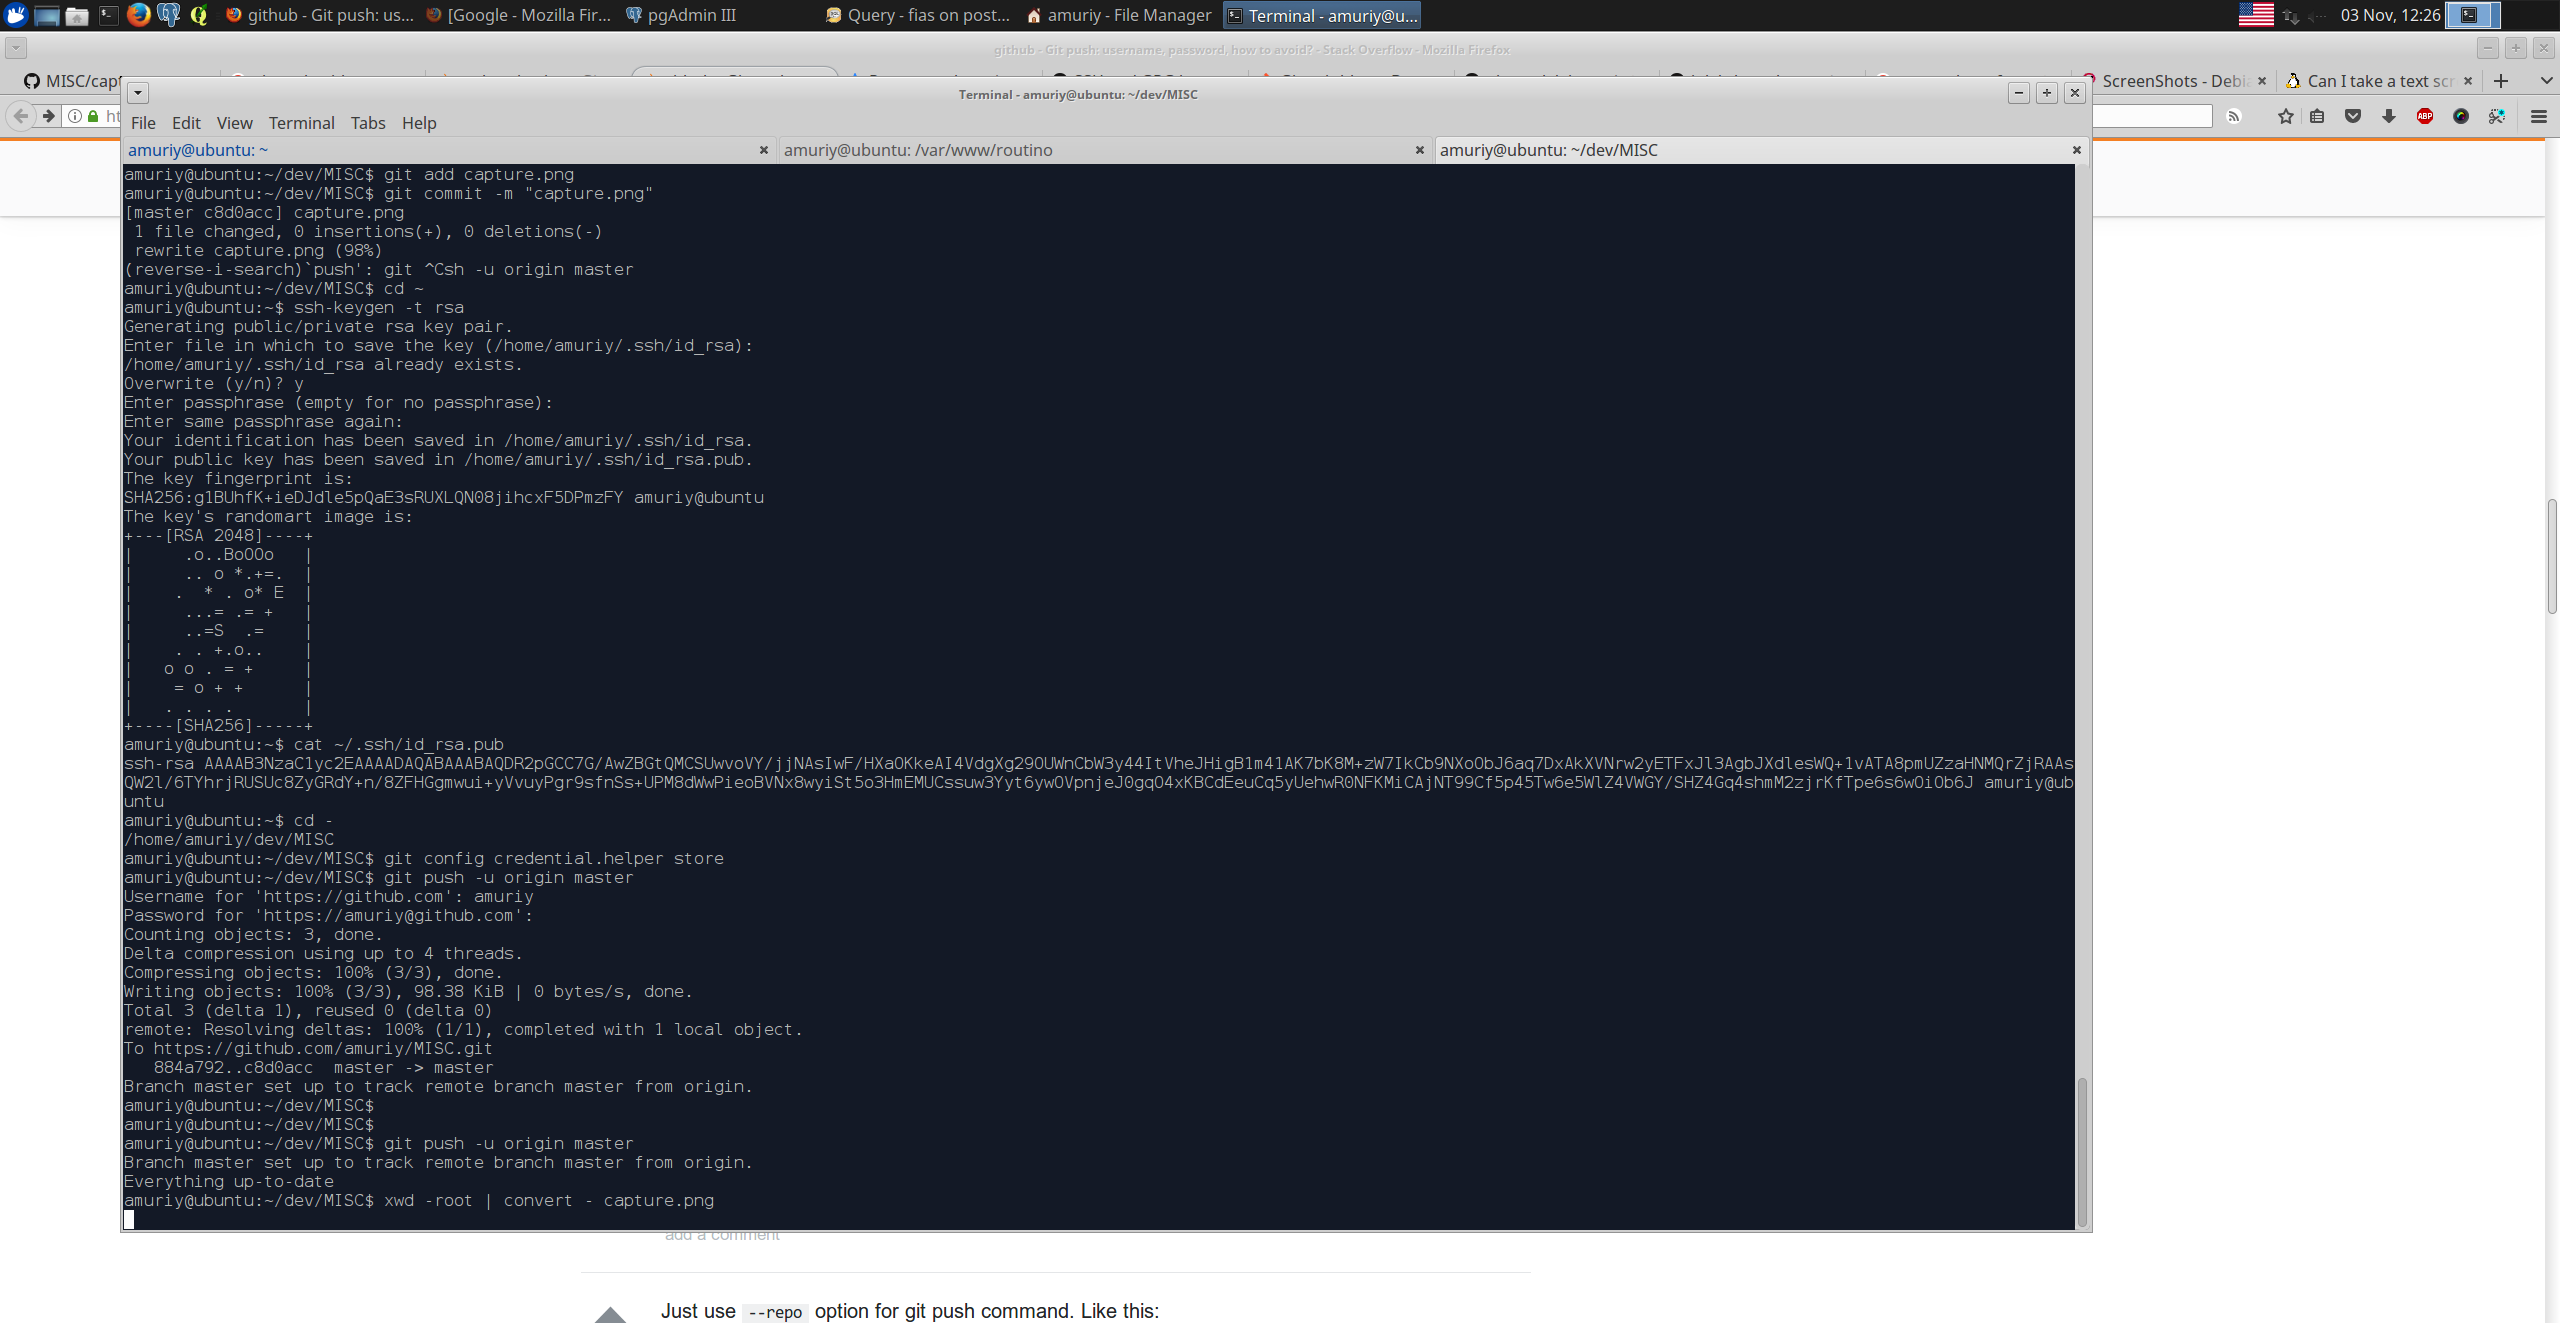 github - Git push: us...
[Google - Mozilla Fir...
pgAdmin III
Query - fias on post...
amuriy - File Manager
Terminal - amuriy@u...
03 Nov, 12:26
github - Git push: username, password, how to avoid? - Stack Overflow - Mozilla Firefox
MISC/capt
ScreenShots - Debi
Can I take a text scr
Terminal - amuriy@ubuntu: ~/dev/MISC
ht
ABP
File Edit View Terminal Tabs Help
amuriy@ubuntu: ~
amuriy@ubuntu: /var/www/routino
amuriy@ubuntu: ~/dev/MISC
amuriy@ubuntu:~/dev/MISC$ git add capture.png
amuriy@ubuntu:~/dev/MISC$ git commit -m "capture.png"
[master c8d0acc] capture.png
 1 file changed, 0 insertions(+), 0 deletions(-)
 rewrite capture.png (98%)
(reverse-i-search)`push': git ^Csh -u origin master
amuriy@ubuntu:~/dev/MISC$ cd ~
amuriy@ubuntu:~$ ssh-keygen -t rsa
Generating public/private rsa key pair.
Enter file in which to save the key (/home/amuriy/.ssh/id_rsa):
/home/amuriy/.ssh/id_rsa already exists.
Overwrite (y/n)? y
Enter passphrase (empty for no passphrase):
Enter same passphrase again:
Your identification has been saved in /home/amuriy/.ssh/id_rsa.
Your public key has been saved in /home/amuriy/.ssh/id_rsa.pub.
The key fingerprint is:
SHA256:g1BUhfK+ieDJdle5pQaE3sRUXLQN08jihcxF5DPmzFY amuriy@ubuntu
The key's randomart image is:
+---[RSA 2048]----+
|     .o..BoOOo   |
|     .. o *.+=.  |
|    .  * . o* E  |
|     ...= .= +   |
|     ..=S  .=    |
|    . . +.o..    |
|   o o . = +     |
|    = o + +      |
|   . . . .       |
+----[SHA256]-----+
amuriy@ubuntu:~$ cat ~/.ssh/id_rsa.pub
ssh-rsa AAAAB3NzaC1yc2EAAAADAQABAAABAQDR2pGCC7G/AwZBGtQMCSUwvoVY/jjNAsIwF/HXaOKkeAI4VdgXg29OUWnCbW3y44ItVheJHigB1m41AK7bK8M+zW7IkCb9NXoObJ6aq7DxAkXVNrw2yETFxJl3AgbJXdlesWQ+1vATA8pmUZzaHNMQrZjRAAs
QW2l/6TYhrjRUSUc8ZyGRdY+n/8ZFHGgmwui+yVvuyPgr9sfnSs+UPM8dWwPieoBVNx8wyiSt5o3HmEMUCssuw3Yyt6ywOVpnjeJ0gqO4xKBCdEeuCq5yUehwR0NFKMiCAjNT99Cf5p45Tw6e5WlZ4VWGY/SHZ4Gq4shmM2zjrKfTpe6s6wOiOb6J amuriy@ub
untu
amuriy@ubuntu:~$ cd -
/home/amuriy/dev/MISC
amuriy@ubuntu:~/dev/MISC$ git config credential.helper store
amuriy@ubuntu:~/dev/MISC$ git push -u origin master
Username for 'https://github.com': amuriy
Password for 'https://amuriy@github.com':
Counting objects: 3, done.
Delta compression using up to 4 threads.
Compressing objects: 100% (3/3), done.
Writing objects: 100% (3/3), 98.38 KiB | 0 bytes/s, done.
Total 3 (delta 1), reused 0 (delta 0)
remote: Resolving deltas: 100% (1/1), completed with 1 local object.
To https://github.com/amuriy/MISC.git
   884a792..c8d0acc  master -> master
Branch master set up to track remote branch master from origin.
amuriy@ubuntu:~/dev/MISC$
amuriy@ubuntu:~/dev/MISC$
amuriy@ubuntu:~/dev/MISC$ git push -u origin master
Branch master set up to track remote branch master from origin.
Everything up-to-date
amuriy@ubuntu:~/dev/MISC$ xwd -root | convert - capture.png
add a comment
Just use --repo option for git push command. Like this: